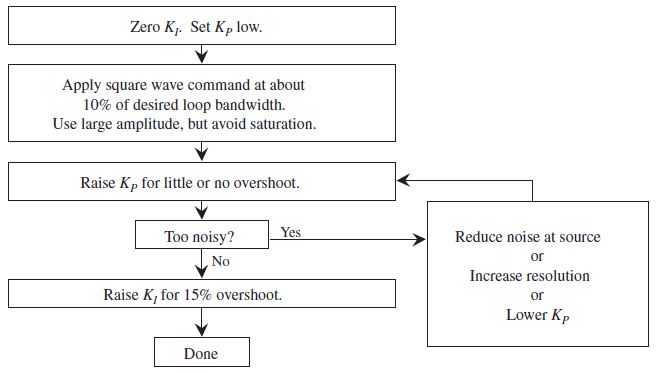 Zero K_I. Set K_P low.
Apply square wave command at about
10% of desired loop bandwidth.
Use large amplitude, but avoid saturation.
Raise K_P for little or no overshoot.
Too noisy?
Yes
No
Reduce noise at source
or
Increase resolution
or
Lower K_P
Raise K_I for 15% overshoot.
Done